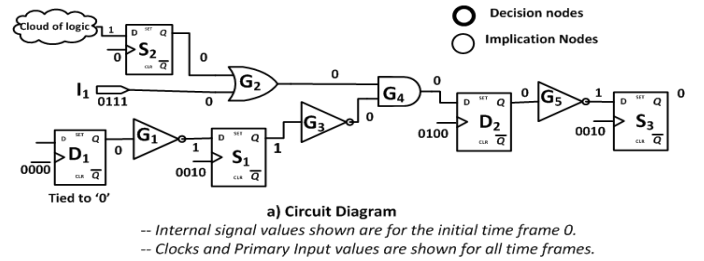 Decision nodes
Implication Nodes
Cloud of logic
1
D SET Q
S2
CLR Q
0
0
I1
0111
0
G2
0
G4
0
0
D SET Q
D2
CLR Q
0100
0
G5
1
D SET Q
S3
CLR Q
0010
0
D SET Q
D1
CLR Q
0000
Tied to ‘0’
0
G1
1
D SET Q
S1
CLR Q
0010
1
G3
a) Circuit Diagram
-- Internal signal values shown are for the initial time frame 0.
-- Clocks and Primary Input values are shown for all time frames.